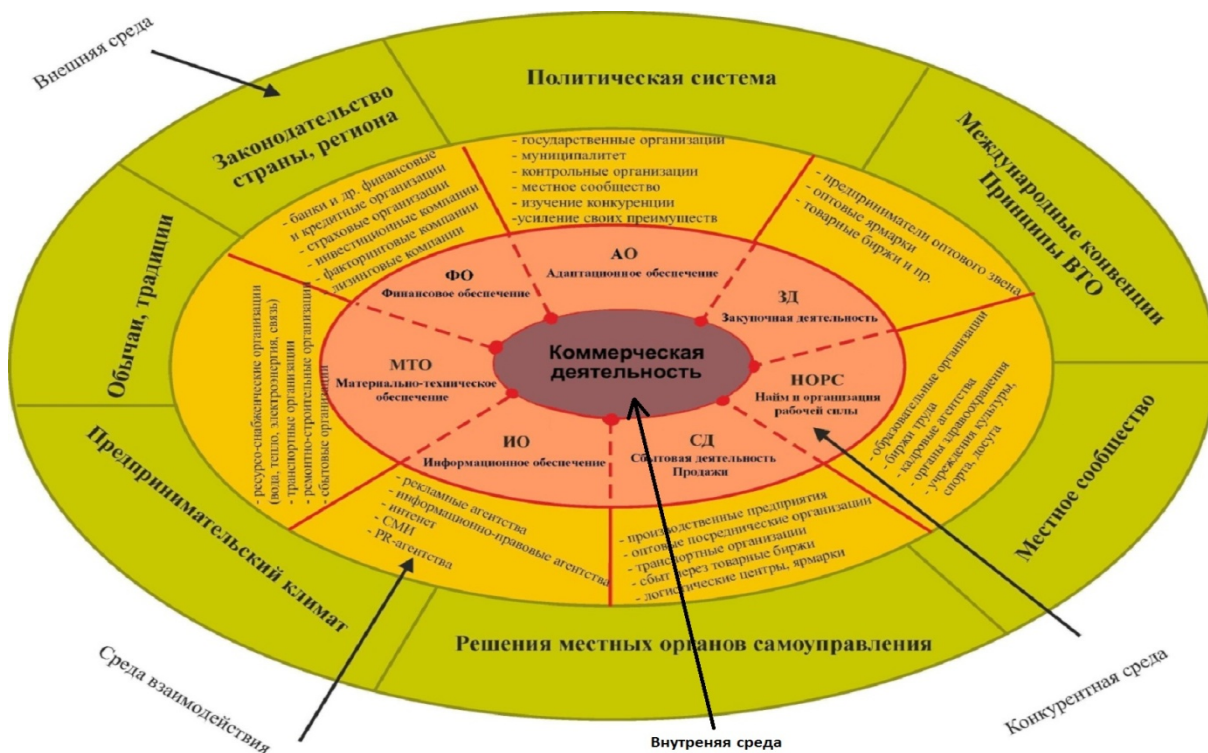 Внешняя среда
Политическая система
Законодательство
страны, региона
Международные конвенции
Принципы ВТО
Обычаи, традиции
- банки и др. финансовые
и кредитные организации
- страховые организации
- инвестиционные компании
- факторинговые компании
- лизинговые компании
- государственные организации
- муниципалитет
- контрольные организации
- местное сообщество
- изучение конкуренции
-усиление своих преимуществ
- предприниматели оптового звена
- оптовые ярмарки
- товарные биржи и пр.
АО
Адаптационное обеспечение
ФО
Финансовое обеспечение
ЗД
Закупочная деятельность
Коммерческая
деятельность
МТО
Материально-техническое
обеспечение
НОРС
Найм и организация
рабочей силы
ИО
Информационное обеспечение
СД
Сбытовая деятельность
Продажи
- ресурсо-снабженческие организации
(вода, тепло, электроэнергия, связь)
- транспортные организации
- ремонтно-строительные организации
- сбытовые организации
- образовательные организации
- биржи труда
- кадровые агентства
- органы здравоохранения
- учреждения культуры,
спорта, досуга
- рекламные агентства
- информационно-правовые агентства
- интенет
- СМИ
- PR-агентства
- производственные предприятия
- оптовые посреднические организации
- транспортные организации
- сбыт через товарные биржи
- логистические центры, ярмарки
Предпринимательский климат
Местное сообщество
Решения местных органов самоуправления
Среда взаимодействия
Внутреняя среда
Конкурентная среда